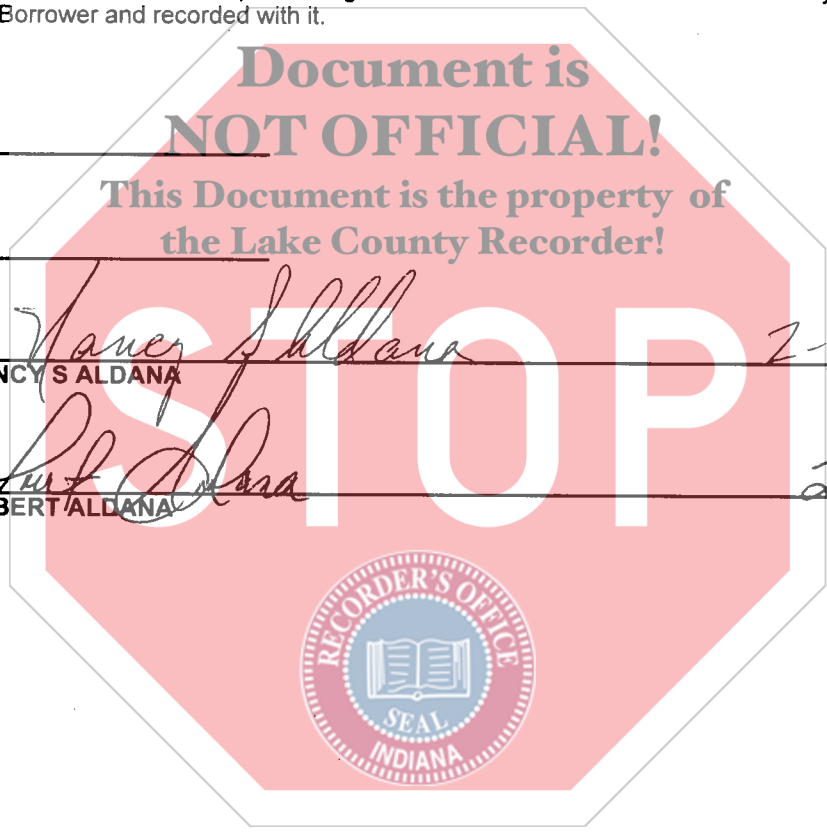 Borrower and recorded with it.
Document is
NOT OFFICIAL!
This Document is the property of
the Lake County Recorder!
STOP
Nancy S Aldana 2-
NCY S ALDANA
BERT ALDANA
RECORDER'S OFFICE
SEAL
INDIANA